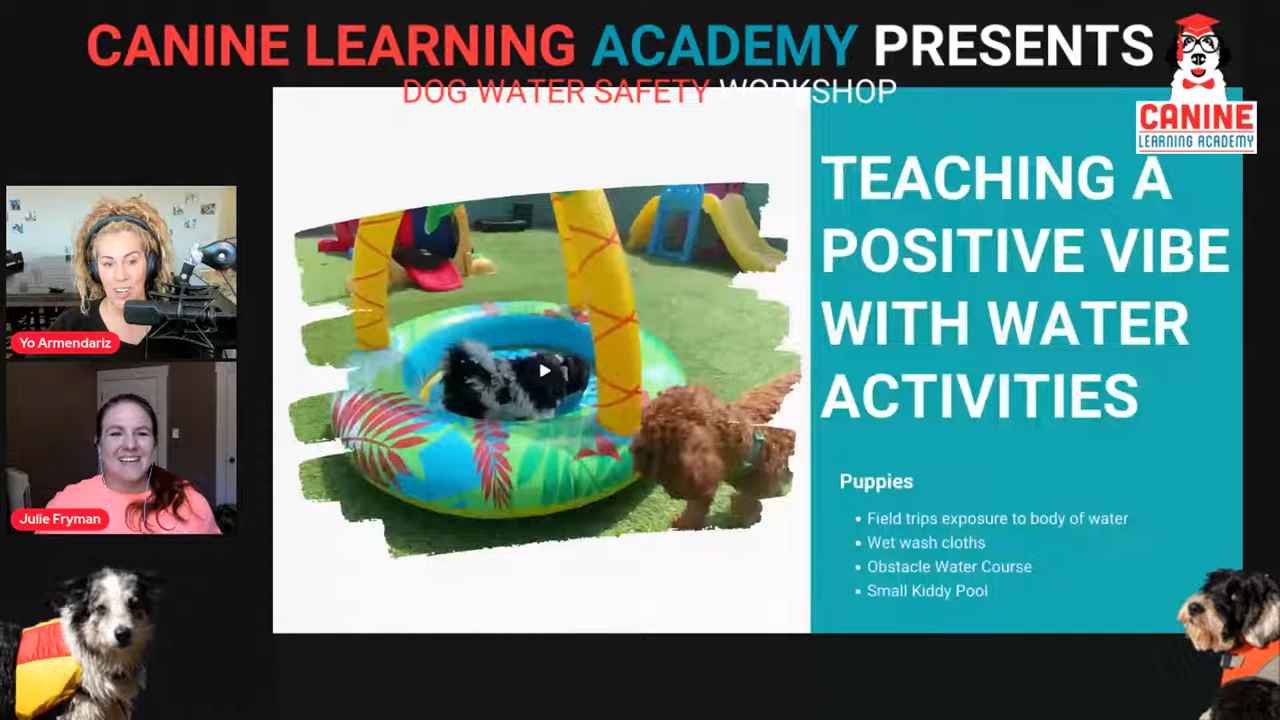 CANINE LEARNING ACADEMY PRESENTS
DOG WATER SAFETY WORKSHOP
CANINE
LEARNING ACADEMY
TEACHING A
POSITIVE VIBE
WITH WATER
ACTIVITIES
Yo Armendariz
Julie Fryman
Puppies
• Field trips exposure to body of water
• Wet wash cloths
• Obstacle Water Course
• Small Kiddy Pool